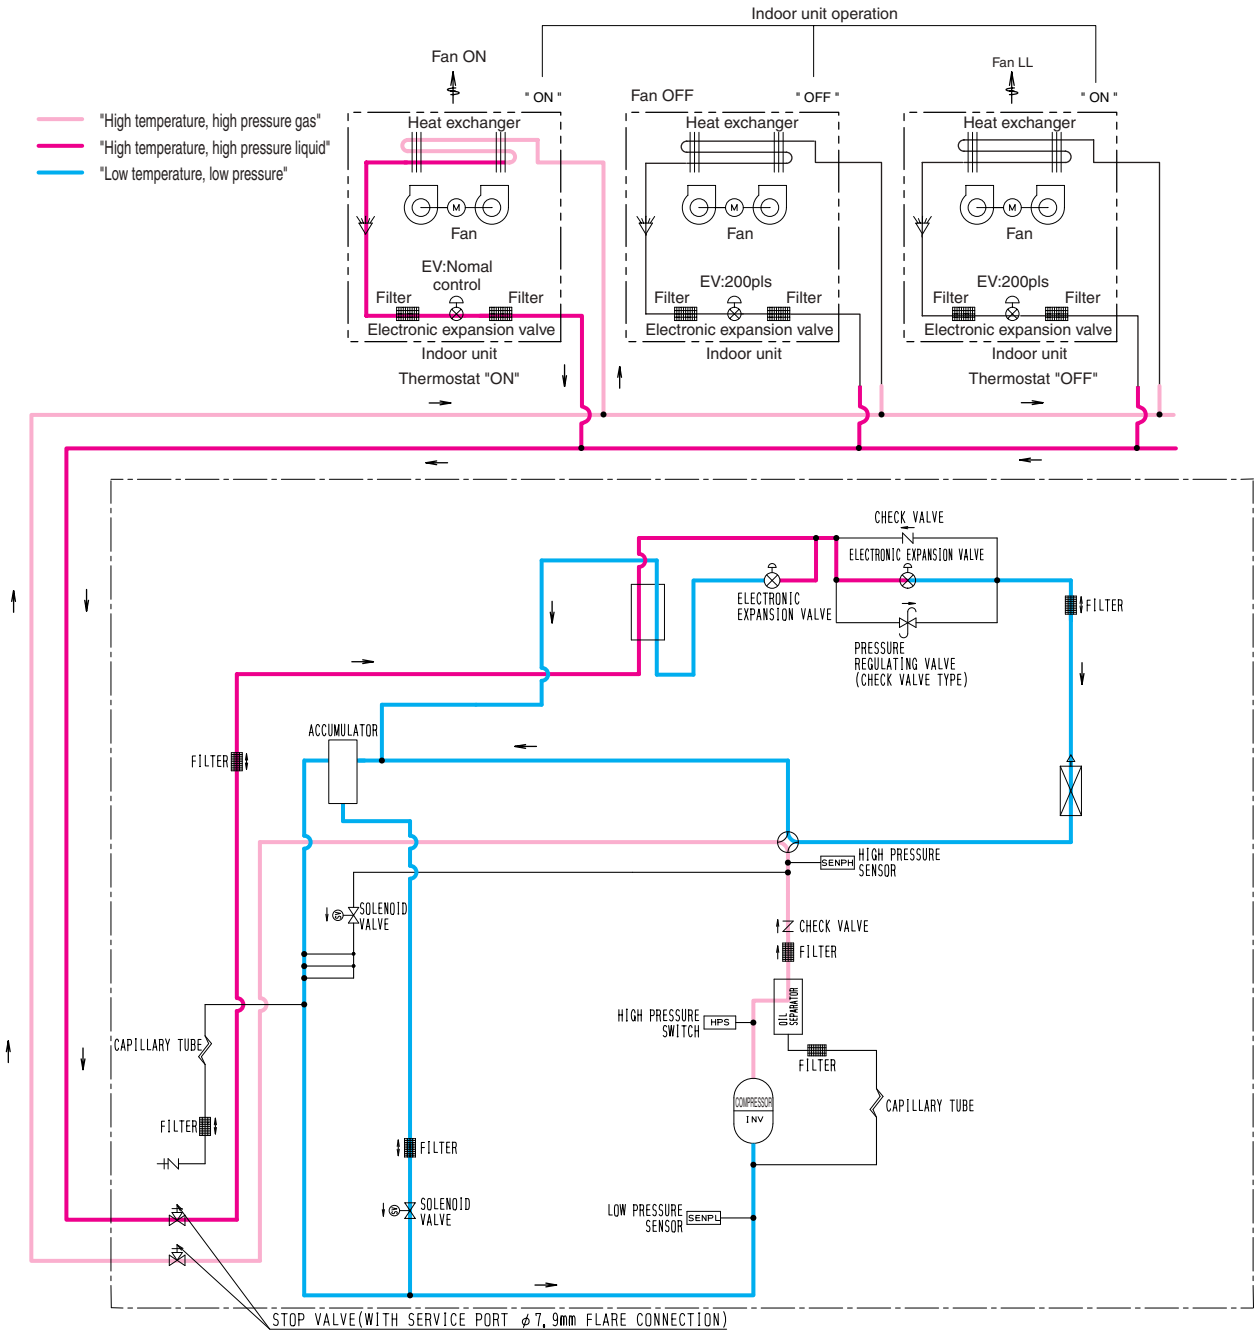 Indoor unit operation
Fan ON
" ON "
Fan OFF
" OFF "
Fan LL
" ON "
"High temperature, high pressure gas"
"High temperature, high pressure liquid"
"Low temperature, low pressure"
Heat exchanger
Heat exchanger
Heat exchanger
M
M
M
Fan
Fan
Fan
EV:Nomal
control
EV:200pls
EV:200pls
Filter
Filter
Filter
Filter
Filter
Filter
Electronic expansion valve
Electronic expansion valve
Electronic expansion valve
Indoor unit
Indoor unit
Indoor unit
Thermostat "ON"
Thermostat "OFF"
CHECK VALVE
ELECTRONIC EXPANSION VALVE
ELECTRONIC
EXPANSION VALVE
FILTER
PRESSURE
REGULATING VALVE
(CHECK VALVE TYPE)
ACCUMULATOR
FILTER
SENPH
HIGH PRESSURE
SENSOR
SOLENOID
VALVE
CHECK VALVE
FILTER
OIL
SEPARATOR
HIGH PRESSURE
SWITCH
HPS
CAPILLARY TUBE
FILTER
COMPRESSOR
INV
CAPILLARY TUBE
FILTER
FILTER
SOLENOID
VALVE
LOW PRESSURE
SENSOR
SENPL
STOP VALVE(WITH SERVICE PORT φ7.9mm FLARE CONNECTION)